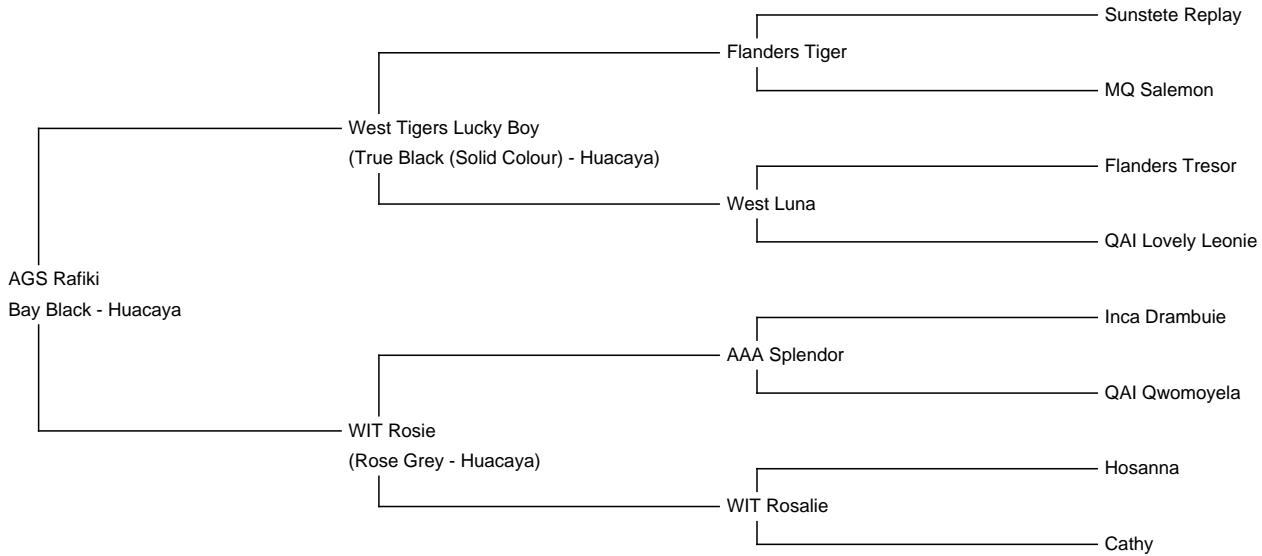 Sunstete Replay
Flanders Tiger
MQ Salemon
West Tigers Lucky Boy
(True Black (Solid Colour) - Huacaya)
Flanders Tresor
West Luna
QAI Lovely Leonie
AGS Rafiki
Bay Black - Huacaya
Inca Drambuie
AAA Splendor
QAI Qwomoyela
WIT Rosie
(Rose Grey - Huacaya)
Hosanna
WIT Rosalie
Cathy